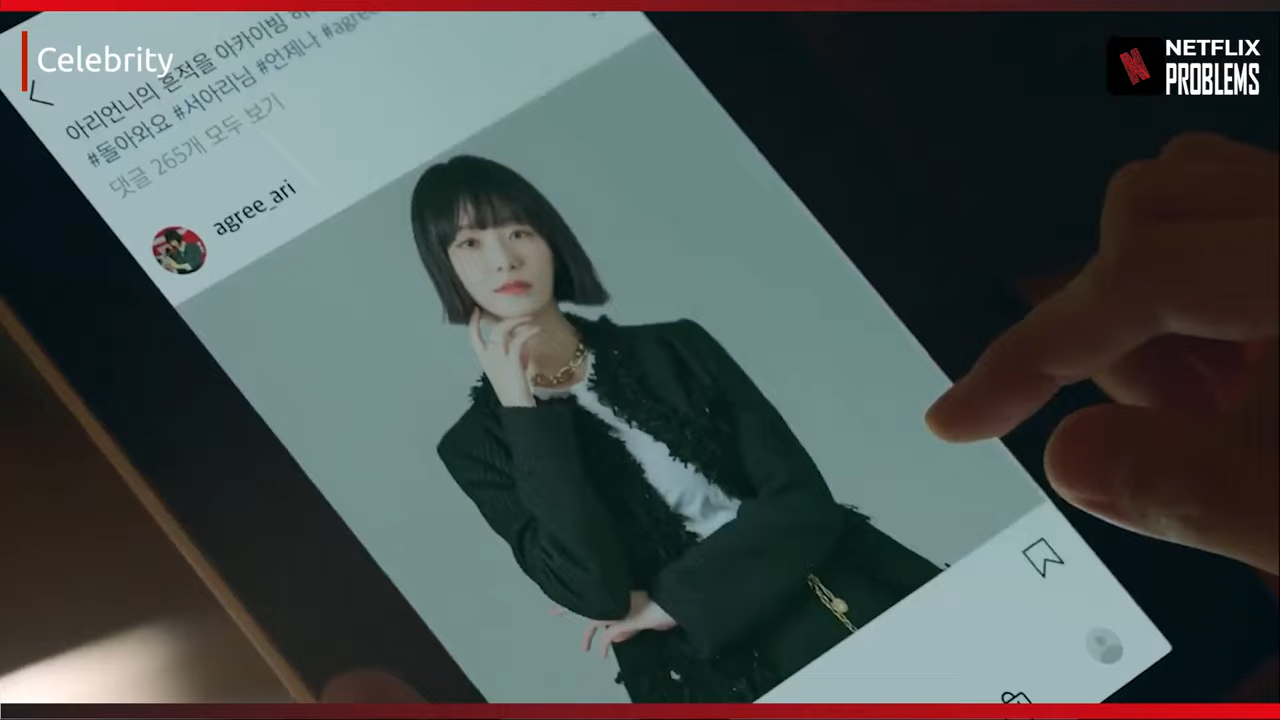 Celebrity
NETFLIX
PROBLEMS
아리언니의 흔적을 아카이빙
#돌아와요 #서아리님 #언제나
댓글 265개 모두 보기
agree_ari